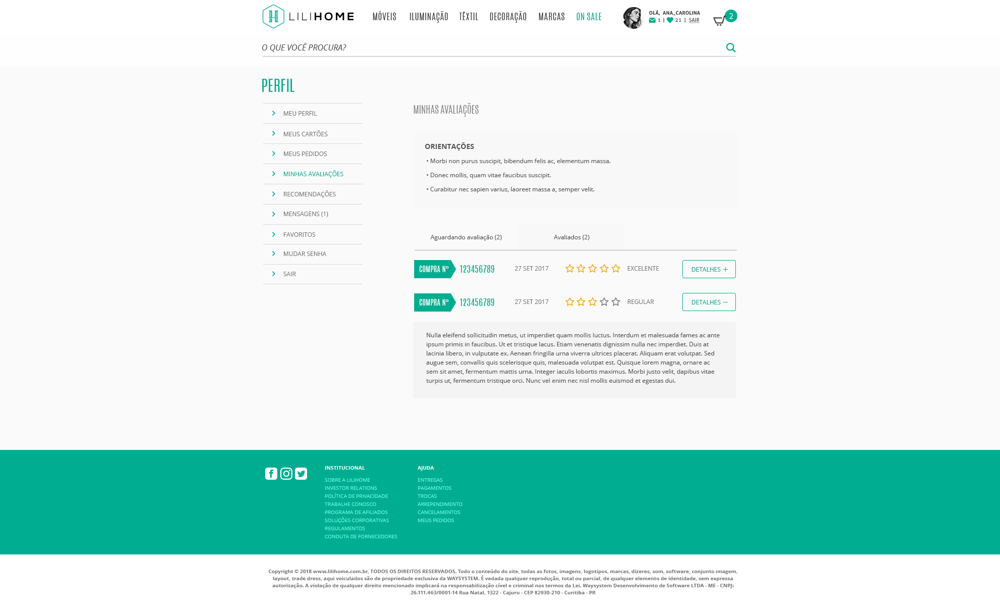 LILIHOME MÓVEIS ILUMINAÇÃO TÊXTIL DECORAÇÃO MARCAS ON SALE
OLÁ, ANA_CAROLINA
1 | 21 | SAIR
2
O QUE VOCÊ PROCURA?
PERFIL
MEU PERFIL
MEUS CARTÕES
MEUS PEDIDOS
MINHAS AVALIAÇÕES
RECOMENDAÇÕES
MENSAGENS (1)
FAVORITOS
MUDAR SENHA
SAIR
MINHAS AVALIAÇÕES
ORIENTAÇÕES
• Morbi non purus suscipit, bibendum felis ac, elementum massa.
• Donec mollis, quam vitae faucibus suscipit.
• Curabitur nec sapien varius, laoreet massa a, semper velit.
Aguardando avaliação (2) Avaliados (2)
COMPRA Nº 123456789 27 SET 2017 EXCELENTE DETALHES +
COMPRA Nº 123456789 27 SET 2017 REGULAR DETALHES −
Nulla eleifend sollicitudin metus, ut imperdiet quam mollis luctus. Interdum et malesuada fames ac ante
ipsum primis in faucibus. Ut et tristique lacus. Etiam venenatis dignissim nulla nec imperdiet. Duis at
lacinia libero, in vulputate ex. Aenean fringilla urna viverra ultrices placerat. Aliquam erat volutpat. Sed
augue sem, convallis quis scelerisque quis, malesuada volutpat est. Quisque lorem magna, ornare ac
sem sit amet, fermentum mattis urna. Integer iaculis lobortis maximus. Morbi justo velit, dapibus vitae
turpis ut, fermentum tristique orci. Nunc vel enim nec nisl mollis euismod et egestas dui.
INSTITUCIONAL
SOBRE A LILIHOME
INVESTOR RELATIONS
POLÍTICA DE PRIVACIDADE
TRABALHE CONOSCO
PROGRAMA DE AFILIADOS
SOLUÇÕES CORPORATIVAS
REGULAMENTOS
CONDUTA DE FORNECEDORES
AJUDA
ENTREGAS
PAGAMENTOS
TROCAS
ARREPENDIMENTO
CANCELAMENTOS
MEUS PEDIDOS
Copyright © 2018 www.lilihome.com.br, TODOS OS DIREITOS RESERVADOS. Todo o conteúdo do site, todas as fotos, imagens, logotipos, marcas, dizeres, som, software, conjunto imagem,
layout, trade dress, aqui veiculados são de propriedade exclusiva da WAYSYSTEM. É vedada qualquer reprodução, total ou parcial, de qualquer elemento de identidade, sem expressa
autorização. A violação de qualquer direito mencionado implicará na responsabilização cível e criminal nos termos da Lei. Waysystem Desenvolvimento de Software LTDA - ME - CNPJ:
26.111.463/0001-14 Rua Natal, 1322 - Cajuru - CEP 82930-210 - Curitiba - PR